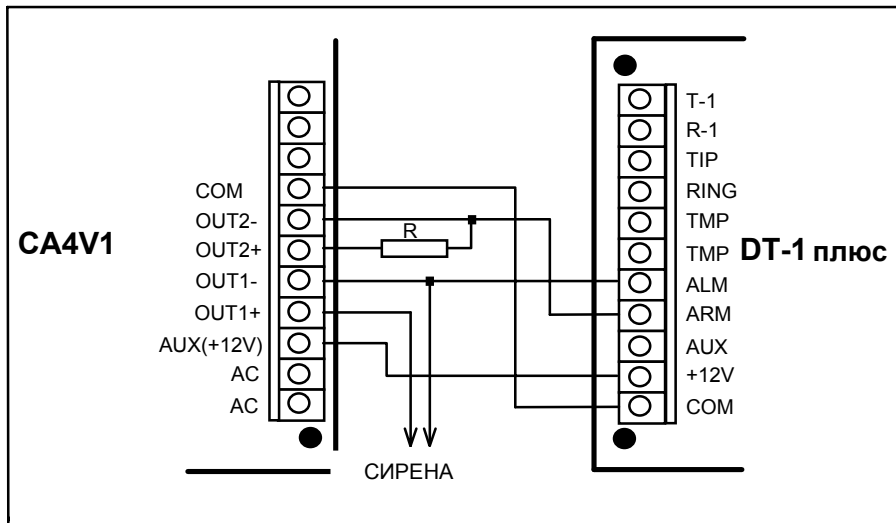 CA4V1
COM
OUT2-
OUT2+
OUT1-
OUT1+
AUX(+12V)
AC
AC
R
СИРЕНА
T-1
R-1
TIP
RING
TMP
TMP
ALM
ARM
AUX
+12V
COM
DT-1 плюс